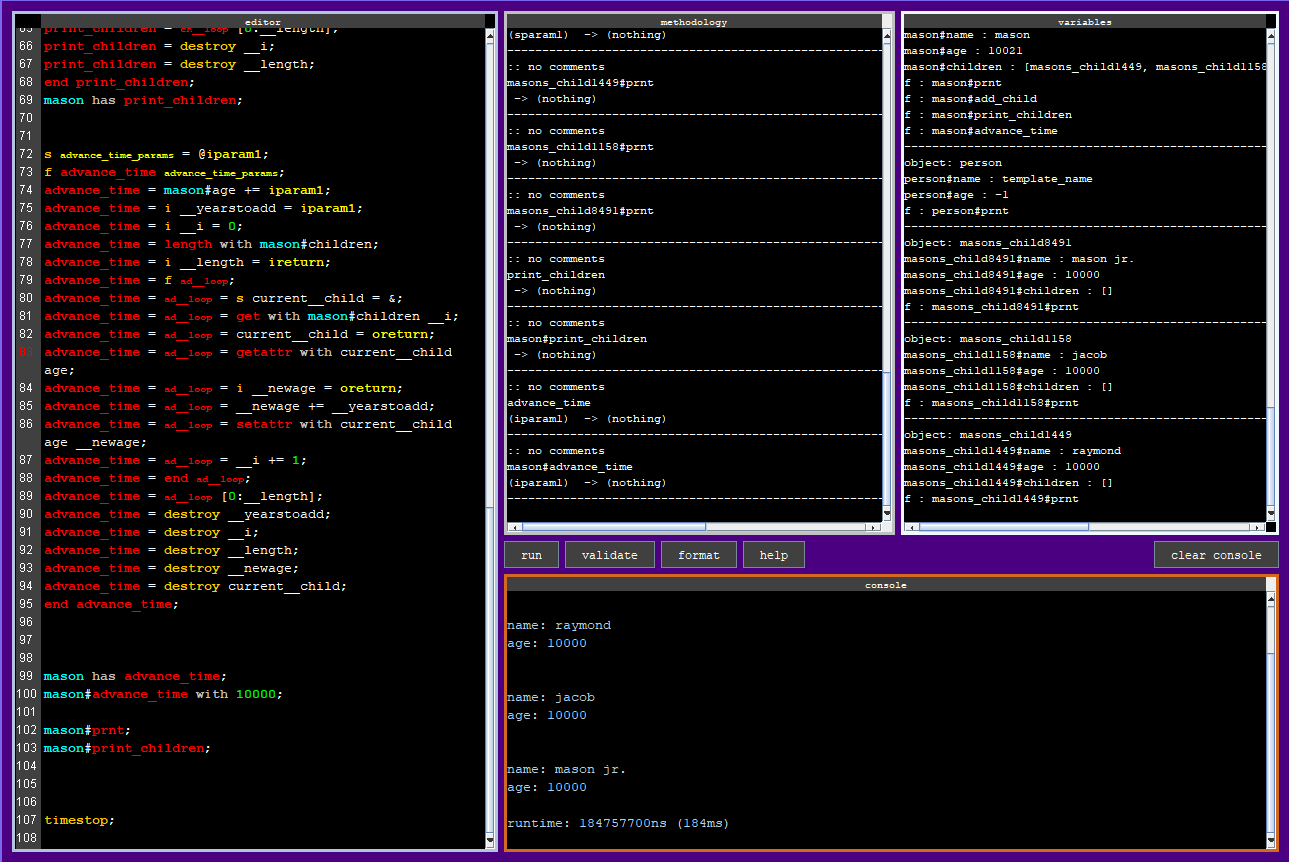 editor
65 print_children = ch__loop [0:__length];
66 print_children = destroy __i;
67 print_children = destroy __length;
68 end print_children;
69 mason has print_children;
70
71
72 s advance_time_params = @iparam1;
73 f advance_time advance_time_params;
74 advance_time = mason#age += iparam1;
75 advance_time = i __yearstoadd = iparam1;
76 advance_time = i __i = 0;
77 advance_time = length with mason#children;
78 advance_time = i __length = ireturn;
79 advance_time = f ad__loop;
80 advance_time = ad__loop = s current__child = &;
81 advance_time = ad__loop = get with mason#children __i;
82 advance_time = ad__loop = current__child = oreturn;
83 advance_time = ad__loop = getattr with current__child
age;
84 advance_time = ad__loop = i __newage = oreturn;
85 advance_time = ad__loop = __newage += __yearstoadd;
86 advance_time = ad__loop = setattr with current__child
age __newage;
87 advance_time = ad__loop = __i += 1;
88 advance_time = end ad__loop;
89 advance_time = ad__loop [0:__length];
90 advance_time = destroy __yearstoadd;
91 advance_time = destroy __i;
92 advance_time = destroy __length;
93 advance_time = destroy __newage;
94 advance_time = destroy current__child;
95 end advance_time;
96
97
98
99 mason has advance_time;
100 mason#advance_time with 10000;
101
102 mason#prnt;
103 mason#print_children;
104
105
106
107 timestop;
108
methodology
(sparam1)  -> (nothing)
:: no comments
masons_child1449#prnt
-> (nothing)
:: no comments
masons_child1158#prnt
-> (nothing)
:: no comments
masons_child8491#prnt
-> (nothing)
:: no comments
print_children
-> (nothing)
:: no comments
mason#print_children
-> (nothing)
:: no comments
advance_time
(iparam1)  -> (nothing)
:: no comments
mason#advance_time
(iparam1)  -> (nothing)
variables
mason#name : mason
mason#age : 10021
mason#children : [masons_child1449, masons_child1158
f : mason#prnt
f : mason#add_child
f : mason#print_children
f : mason#advance_time
object: person
person#name : template_name
person#age : -1
f : person#prnt
object: masons_child8491
masons_child8491#name : mason jr.
masons_child8491#age : 10000
masons_child8491#children : []
f : masons_child8491#prnt
object: masons_child1158
masons_child1158#name : jacob
masons_child1158#age : 10000
masons_child1158#children : []
f : masons_child1158#prnt
object: masons_child1449
masons_child1449#name : raymond
masons_child1449#age : 10000
masons_child1449#children : []
f : masons_child1449#prnt
run validate format help clear console
console
name: raymond
age: 10000
name: jacob
age: 10000
name: mason jr.
age: 10000
runtime: 184757700ns (184ms)